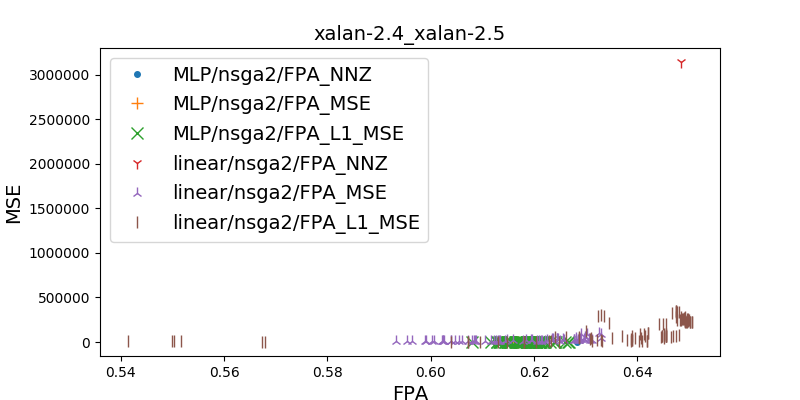 xalan-2.4_xalan-2.5
MSE
3000000
2500000
2000000
1500000
1000000
500000
0
MLP/nsga2/FPA_NNZ
MLP/nsga2/FPA_MSE
MLP/nsga2/FPA_L1_MSE
linear/nsga2/FPA_NNZ
linear/nsga2/FPA_MSE
linear/nsga2/FPA_L1_MSE
0.54 0.56 0.58 0.60 0.62 0.64
FPA